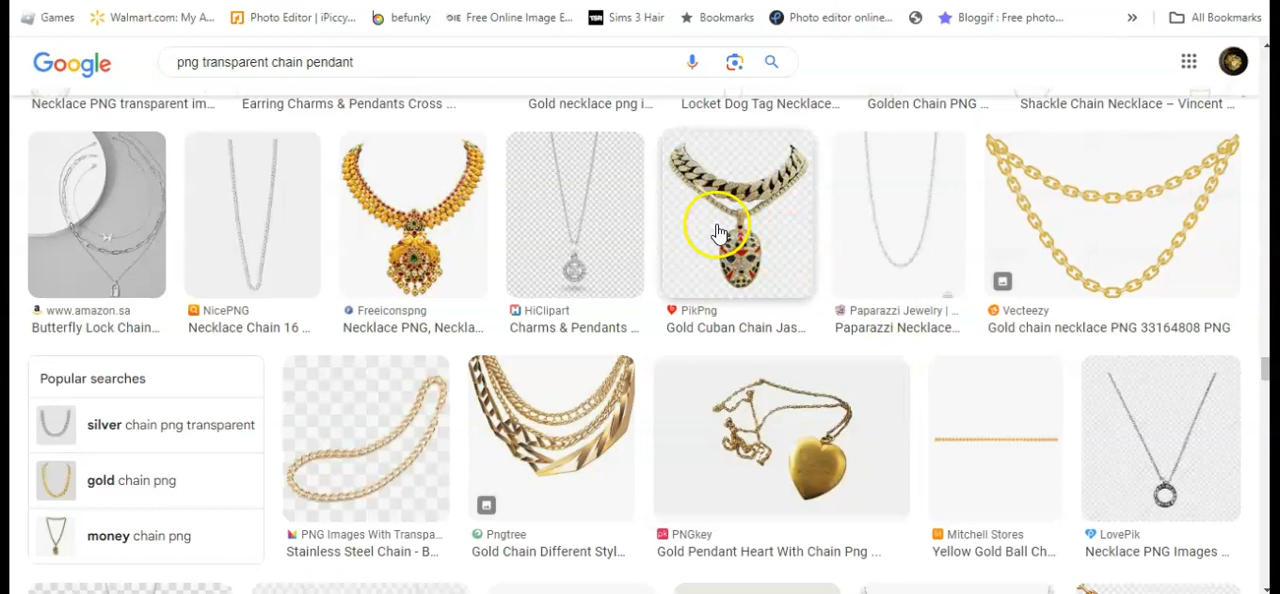 Games
Walmart.com: My A...
Photo Editor | iPiccy...
befunky
Free Online Image E...
TSR
Sims 3 Hair
Bookmarks
Photo editor online...
Bloggif : Free photo...
»
All Bookmarks
Google
png transparent chain pendant
Necklace PNG transparent im...
Earring Charms & Pendants Cross ...
Gold necklace png i...
Locket Dog Tag Necklace...
Golden Chain PNG ...
Shackle Chain Necklace – Vincent ...
www.amazon.sa
Butterfly Lock Chain...
NicePNG
Necklace Chain 16 ...
Freeiconspng
Necklace PNG, Neckla...
HiClipart
Charms & Pendants ...
PikPng
Gold Cuban Chain Jas...
Paparazzi Jewelry | ...
Paparazzi Necklace...
Vecteezy
Gold chain necklace PNG 33164808 PNG
Popular searches
silver chain png transparent
gold chain png
money chain png
PNG Images With Transpa...
Stainless Steel Chain - B...
Pngtree
Gold Chain Different Styl...
PNGkey
Gold Pendant Heart With Chain Png ...
Mitchell Stores
Yellow Gold Ball Ch...
LovePik
Necklace PNG Images ...